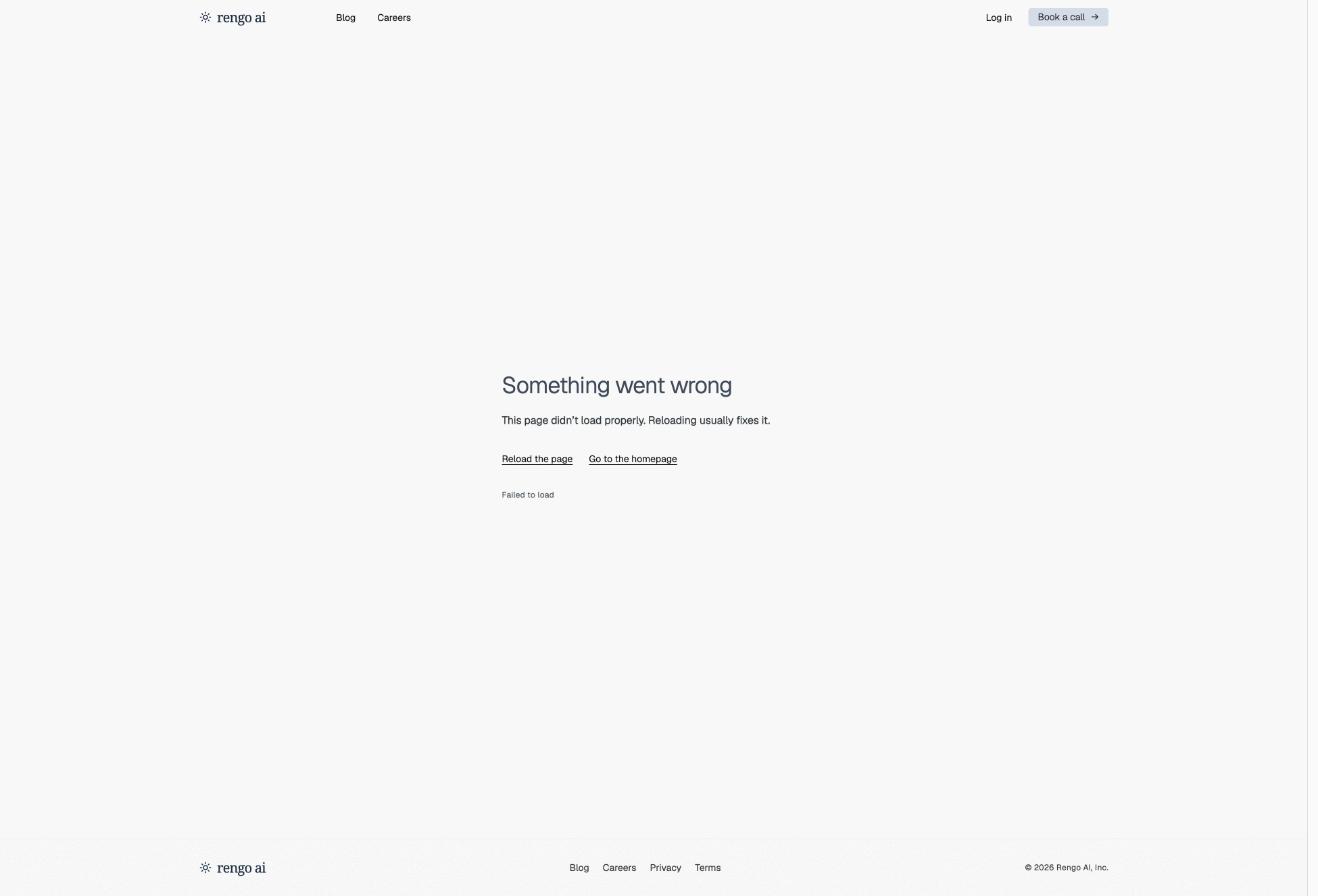 rengo ai
Blog
Careers
Log in
Book a call →
Something went wrong
This page didn’t load properly. Reloading usually fixes it.
Reload the page
Go to the homepage
Failed to load
rengo ai
Blog
Careers
Privacy
Terms
© 2026 Rengo AI, Inc.